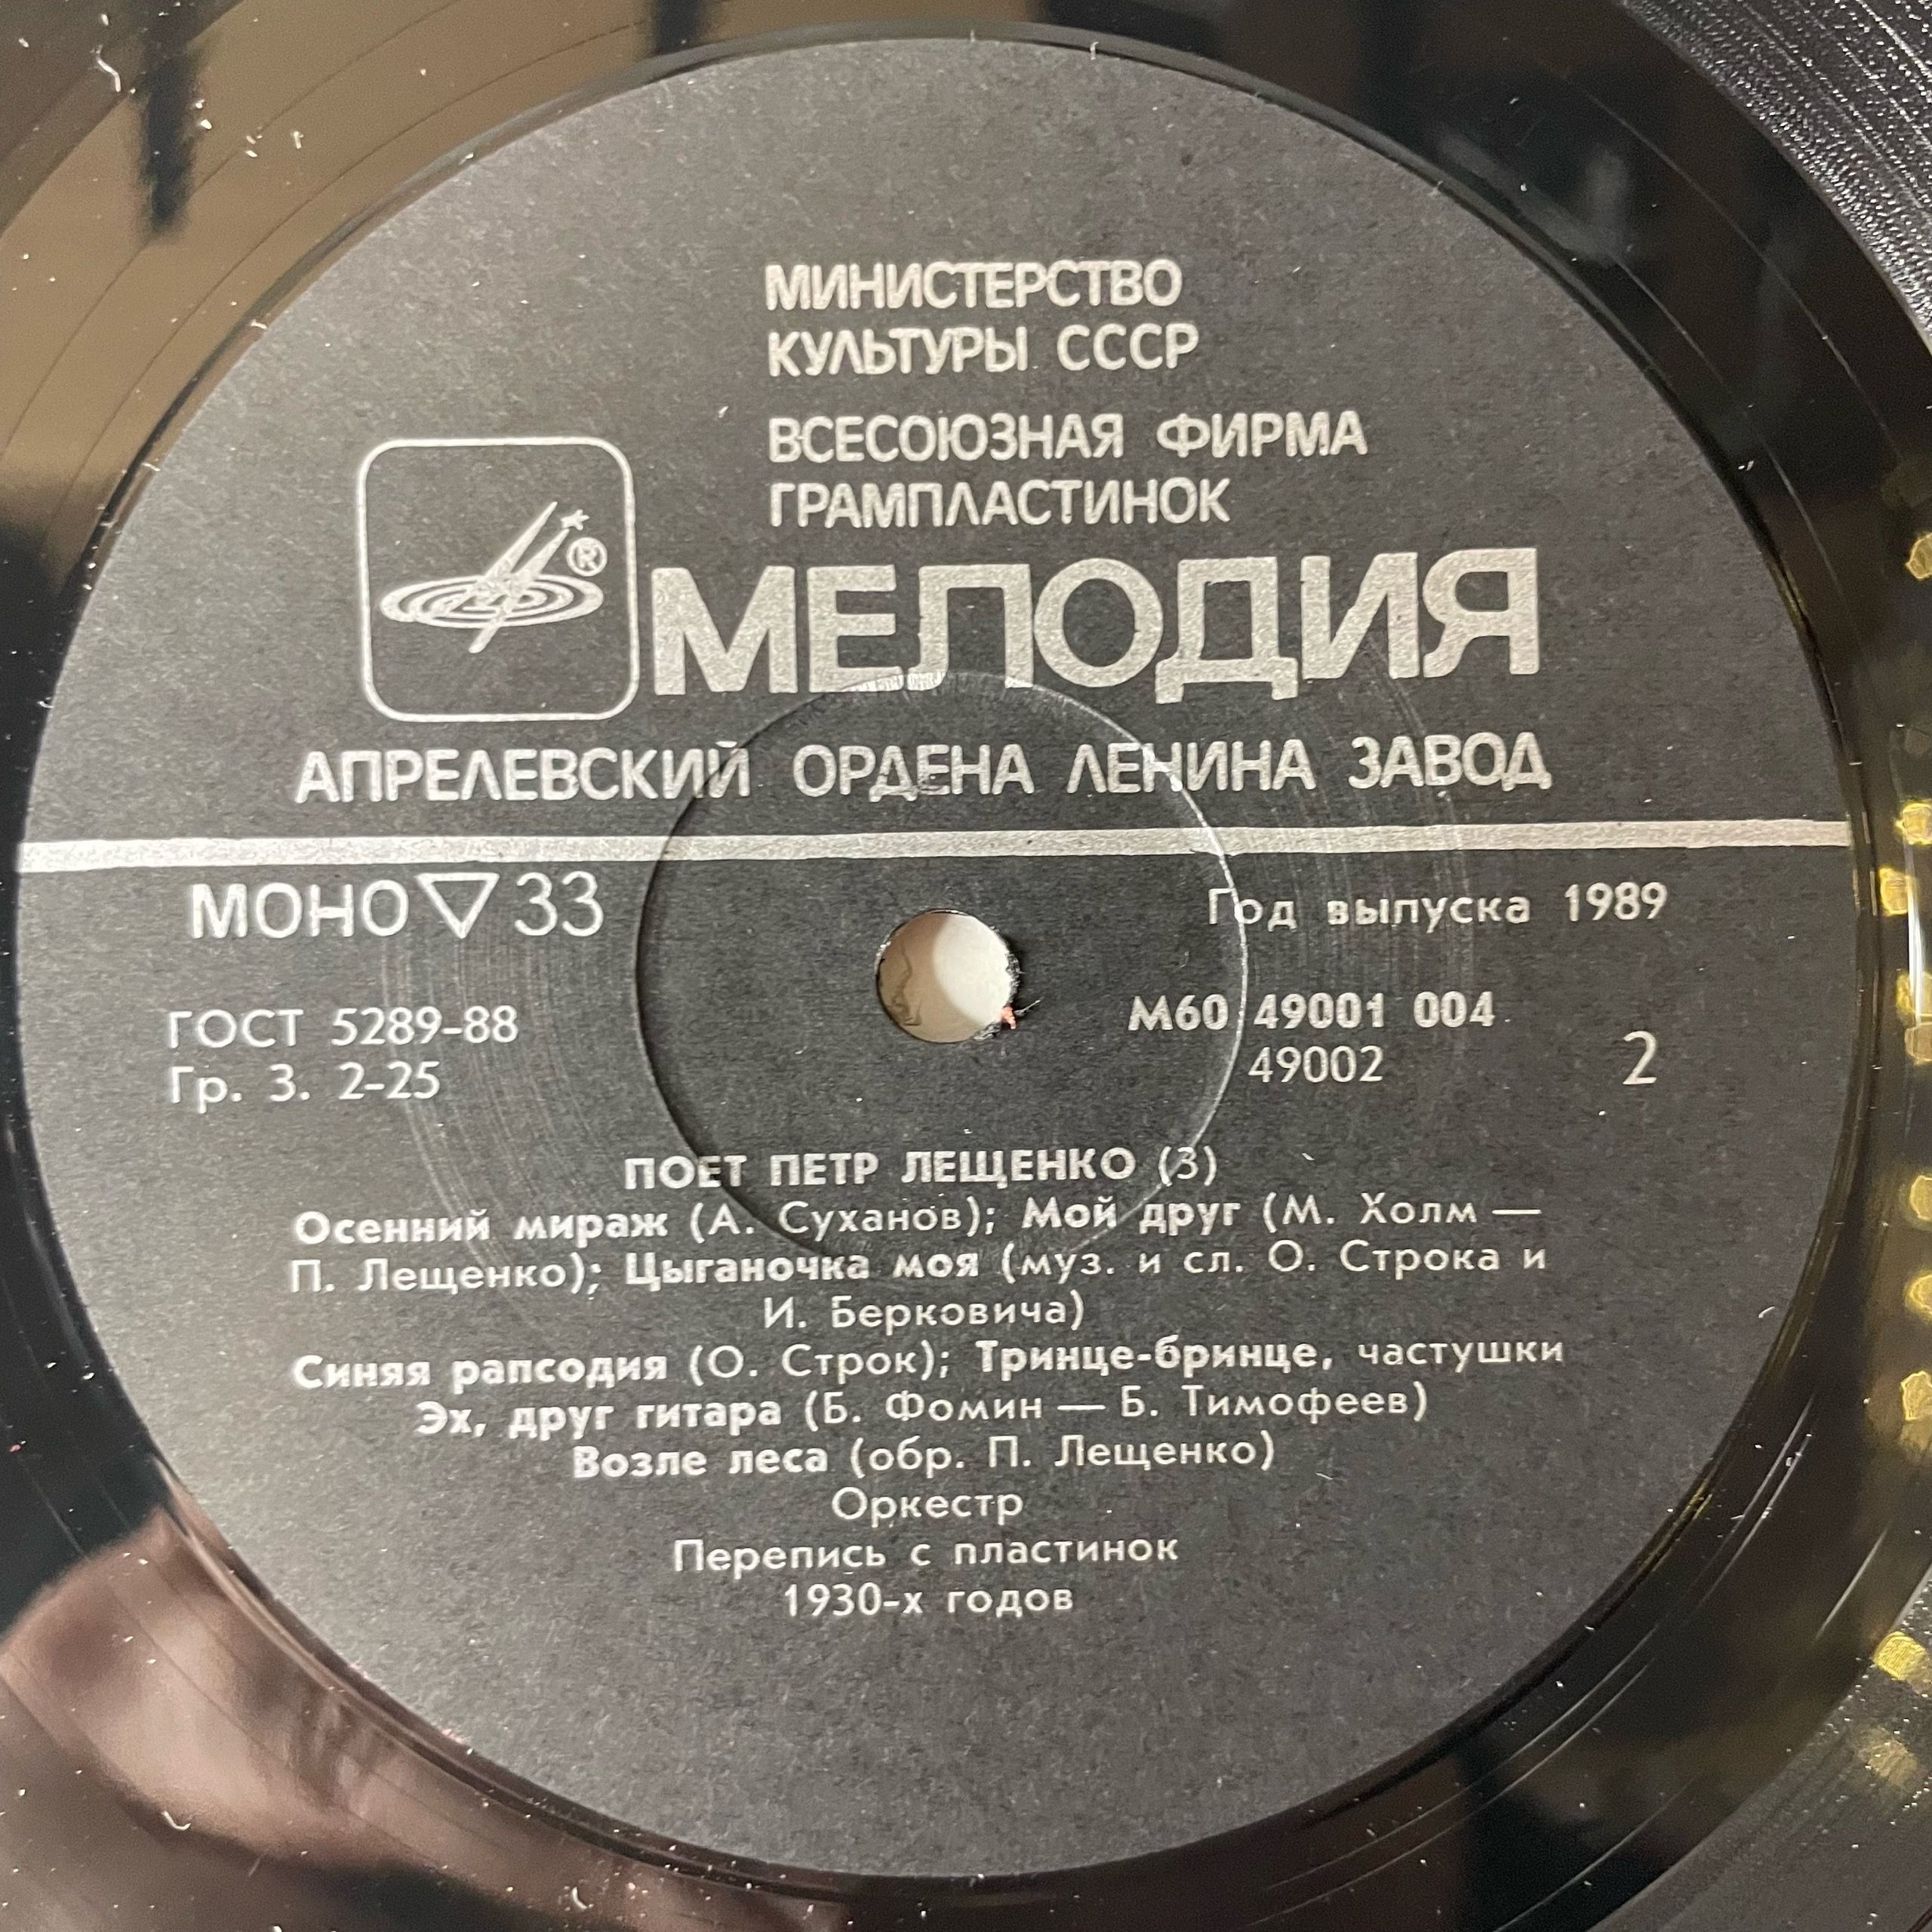 МИНИСТЕРСТВО
КУЛЬТУРЫ СССР
ВСЕСОЮЗНАЯ ФИРМА
ГРАМПЛАСТИНОК
®
МЕЛОДИЯ
АПРЕЛЕВСКИЙ ОРДЕНА ЛЕНИНА ЗАВОД
МОНО ▽ 33
Год выпуска 1989
ГОСТ 5289-88
Гр. 3. 2-25
М60 49001 004
49002
2
ПОЕТ ПЕТР ЛЕЩЕНКО (3)
Осенний мираж (А. Суханов); Мой друг (М. Холм —
П. Лещенко); Цыганочка моя (муз. и сл. О. Строка и
И. Берковича)
Синяя рапсодия (О. Строк); Тринце-бринце, частушки
Эх, друг гитара (Б. Фомин — Б. Тимофеев)
Возле леса (обр. П. Лещенко)
Оркестр
Перепись с пластинок
1930-х годов